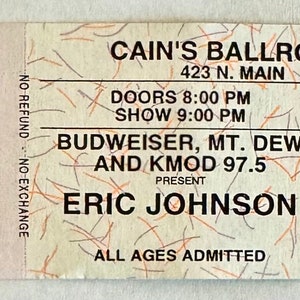 CAIN'S BALLRO
423 N. MAIN
DOORS 8:00 PM
SHOW 9:00 PM
BUDWEISER, MT. DEW
AND KMOD 97.5
PRESENT
ERIC JOHNSON
ALL AGES ADMITTED
NO REFUND - NO EXCHANGE